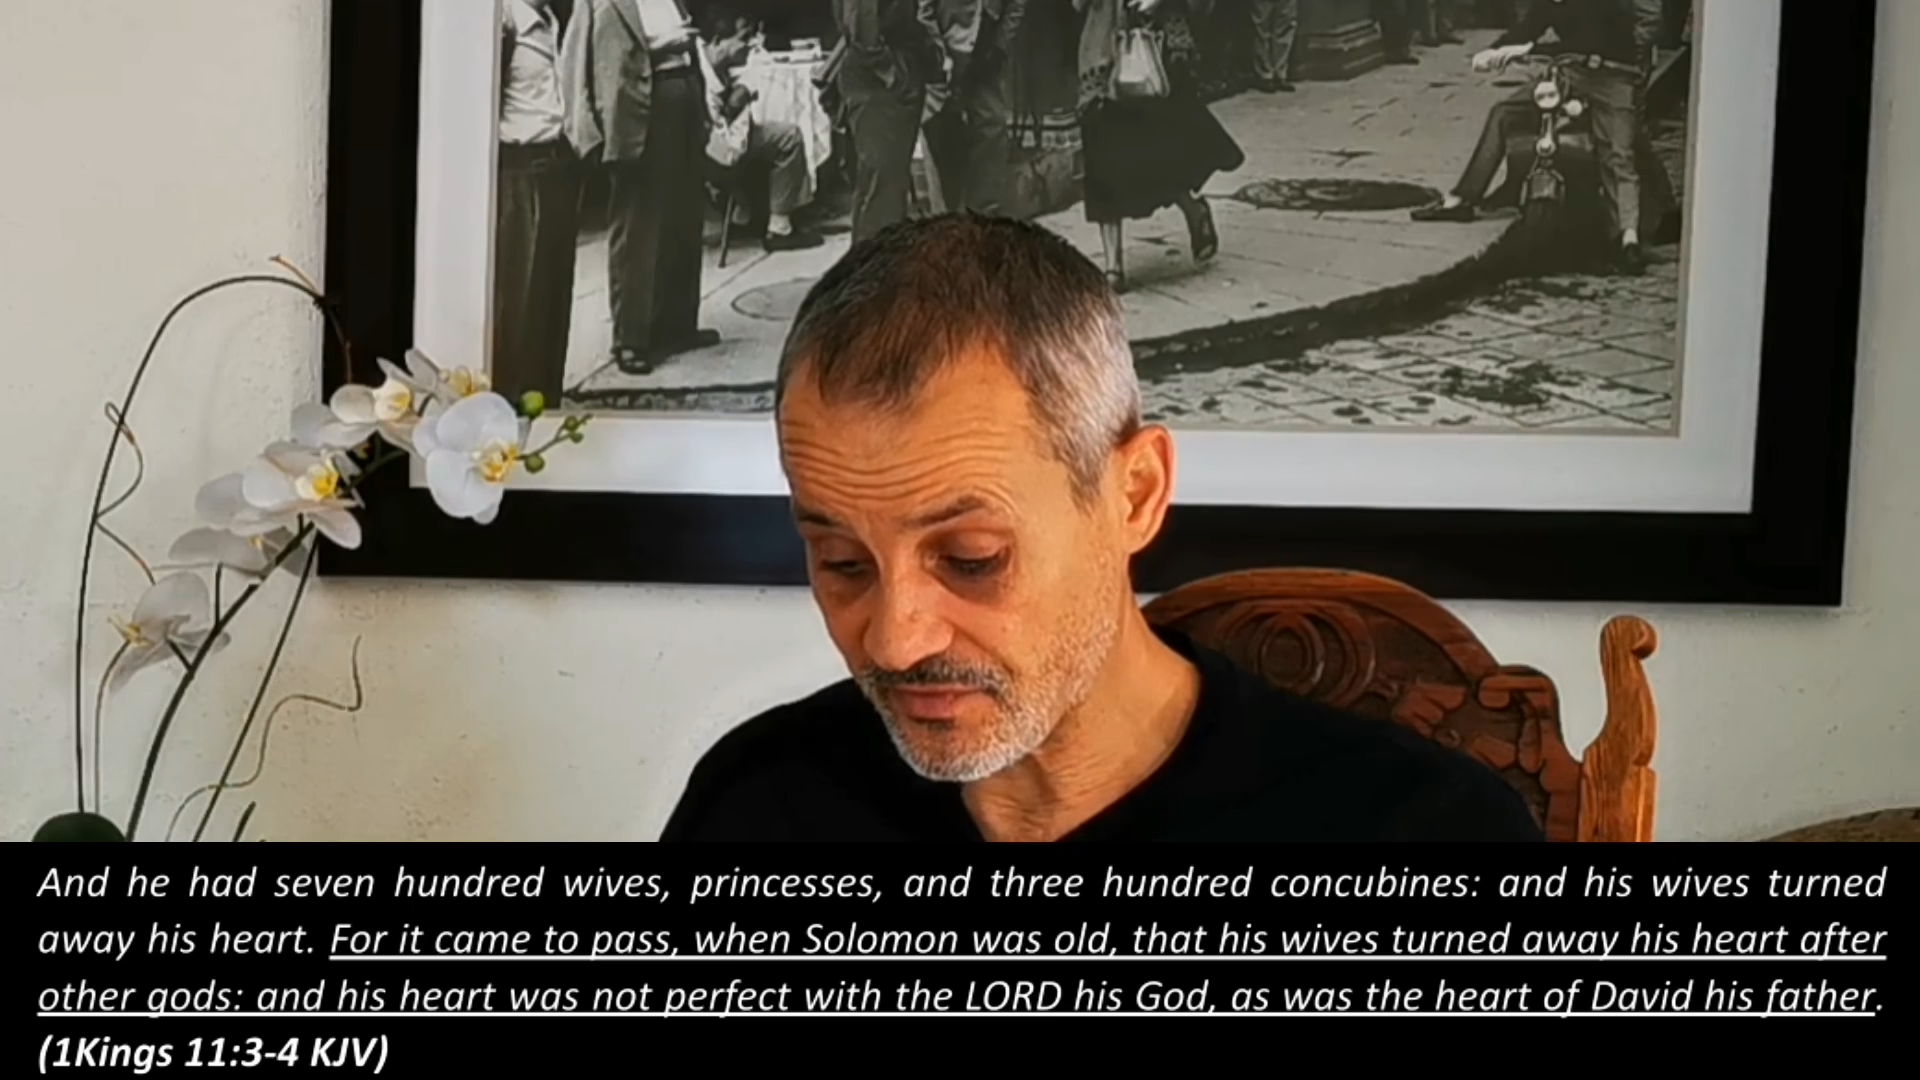 And he had seven hundred wives, princesses, and three hundred concubines: and his wives turned
away his heart. For it came to pass, when Solomon was old, that his wives turned away his heart after
other gods: and his heart was not perfect with the LORD his God, as was the heart of David his father.
(1Kings 11:3-4 KJV)